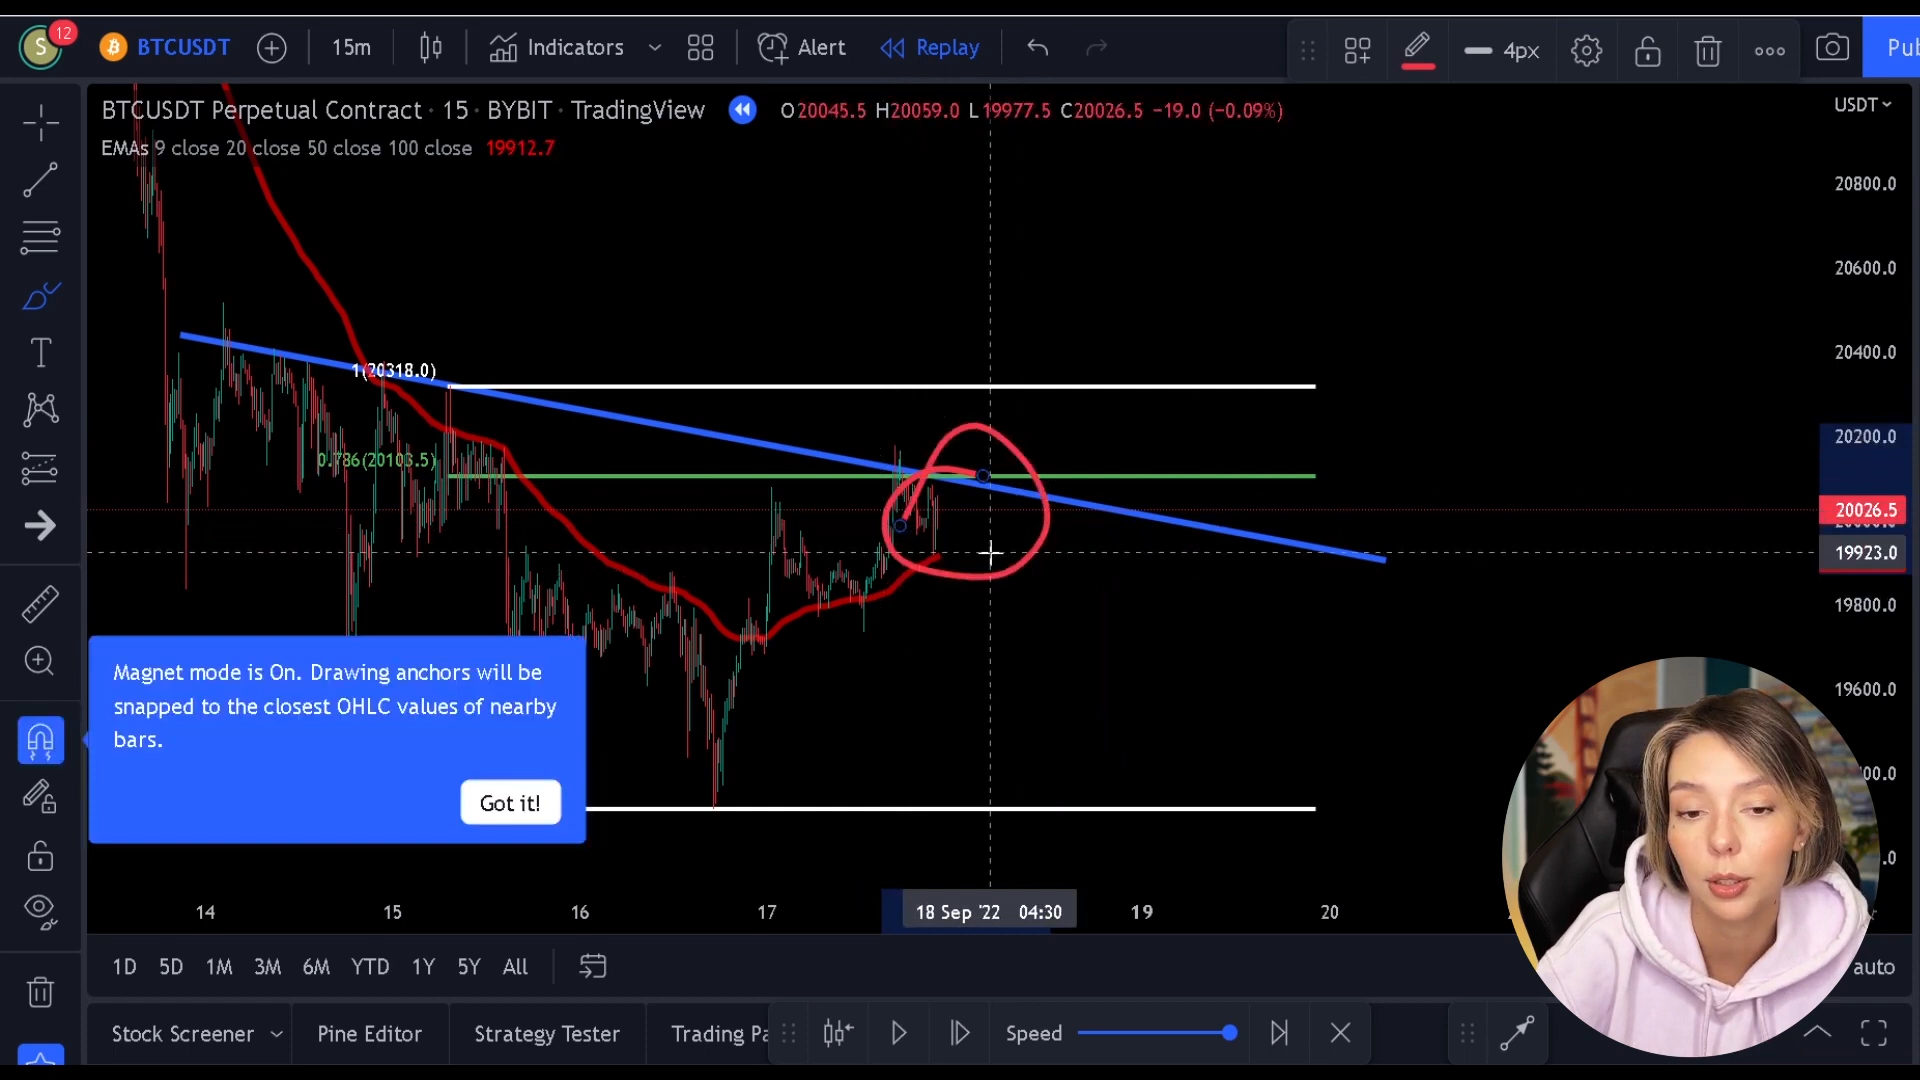 S 12 BTCUSDT 15m Indicators Alert Replay 4px Pu
BTCUSDT Perpetual Contract · 15 · BYBIT · TradingView O20045.5 H20059.0 L19977.5 C20026.5 −19.0 (−0.09%) USDT
EMAs 9 close 20 close 50 close 100 close 19912.7
20800.0
20600.0
20400.0
1(20318.0)
20200.0
0.786(20103.5)
20026.5
19923.0
19800.0
19600.0
Magnet mode is On. Drawing anchors will be
snapped to the closest OHLC values of nearby
bars.
Got it!
14 15 16 17 18 Sep '22 04:30 19 20
1D 5D 1M 3M 6M YTD 1Y 5Y All auto
Stock Screener Pine Editor Strategy Tester Trading Pa Speed